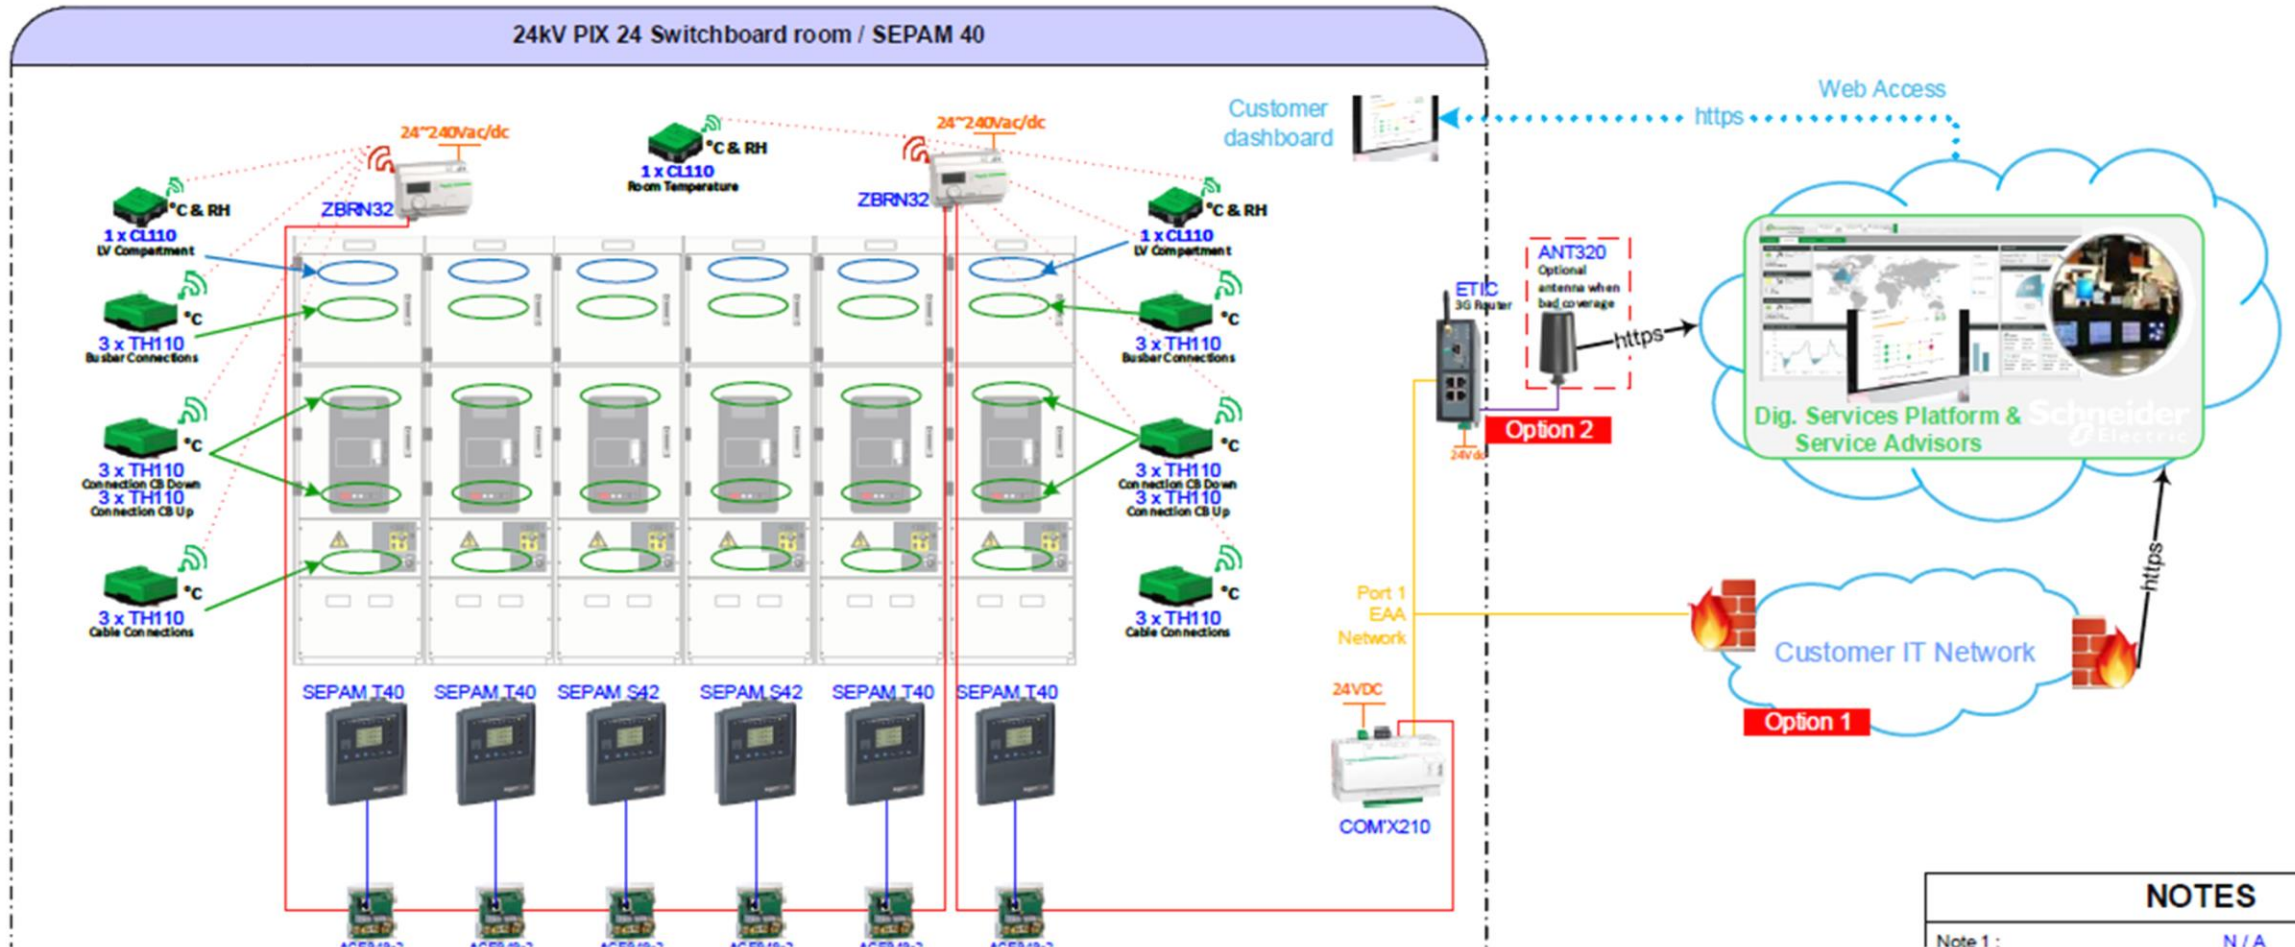 24kV PIX 24 Switchboard room / SEPAM 40
24~240Vac/dc
ZBRN32
°C & RH
1 x CL110
LV Compartment
°C
3 x TH110
Busbar Connections
°C
3 x TH110
Connection CB Down
3 x TH110
Connection CB Up
°C
3 x TH110
Cable Connections
°C & RH
1 x CL110
Room Temperature
24~240Vac/dc
ZBRN32
°C & RH
1 x CL110
LV Compartment
°C
3 x TH110
Busbar Connections
°C
3 x TH110
Connection CB Down
3 x TH110
Connection CB Up
°C
3 x TH110
Cable Connections
SEPAM T40
SEPAM T40
SEPAM S42
SEPAM S42
SEPAM T40
SEPAM T40
Customer
dashboard
https
Web Access
ETIC
3G Router
24Vdc
ANT320
Optional
antenna when
bad coverage
https
Option 2
Dig. Services Platform &
Service Advisors
Schneider
Electric
Port 1
EAA
Network
24VDC
COM'X210
Customer IT Network
Option 1
https
NOTES
Note 1 :
N / A